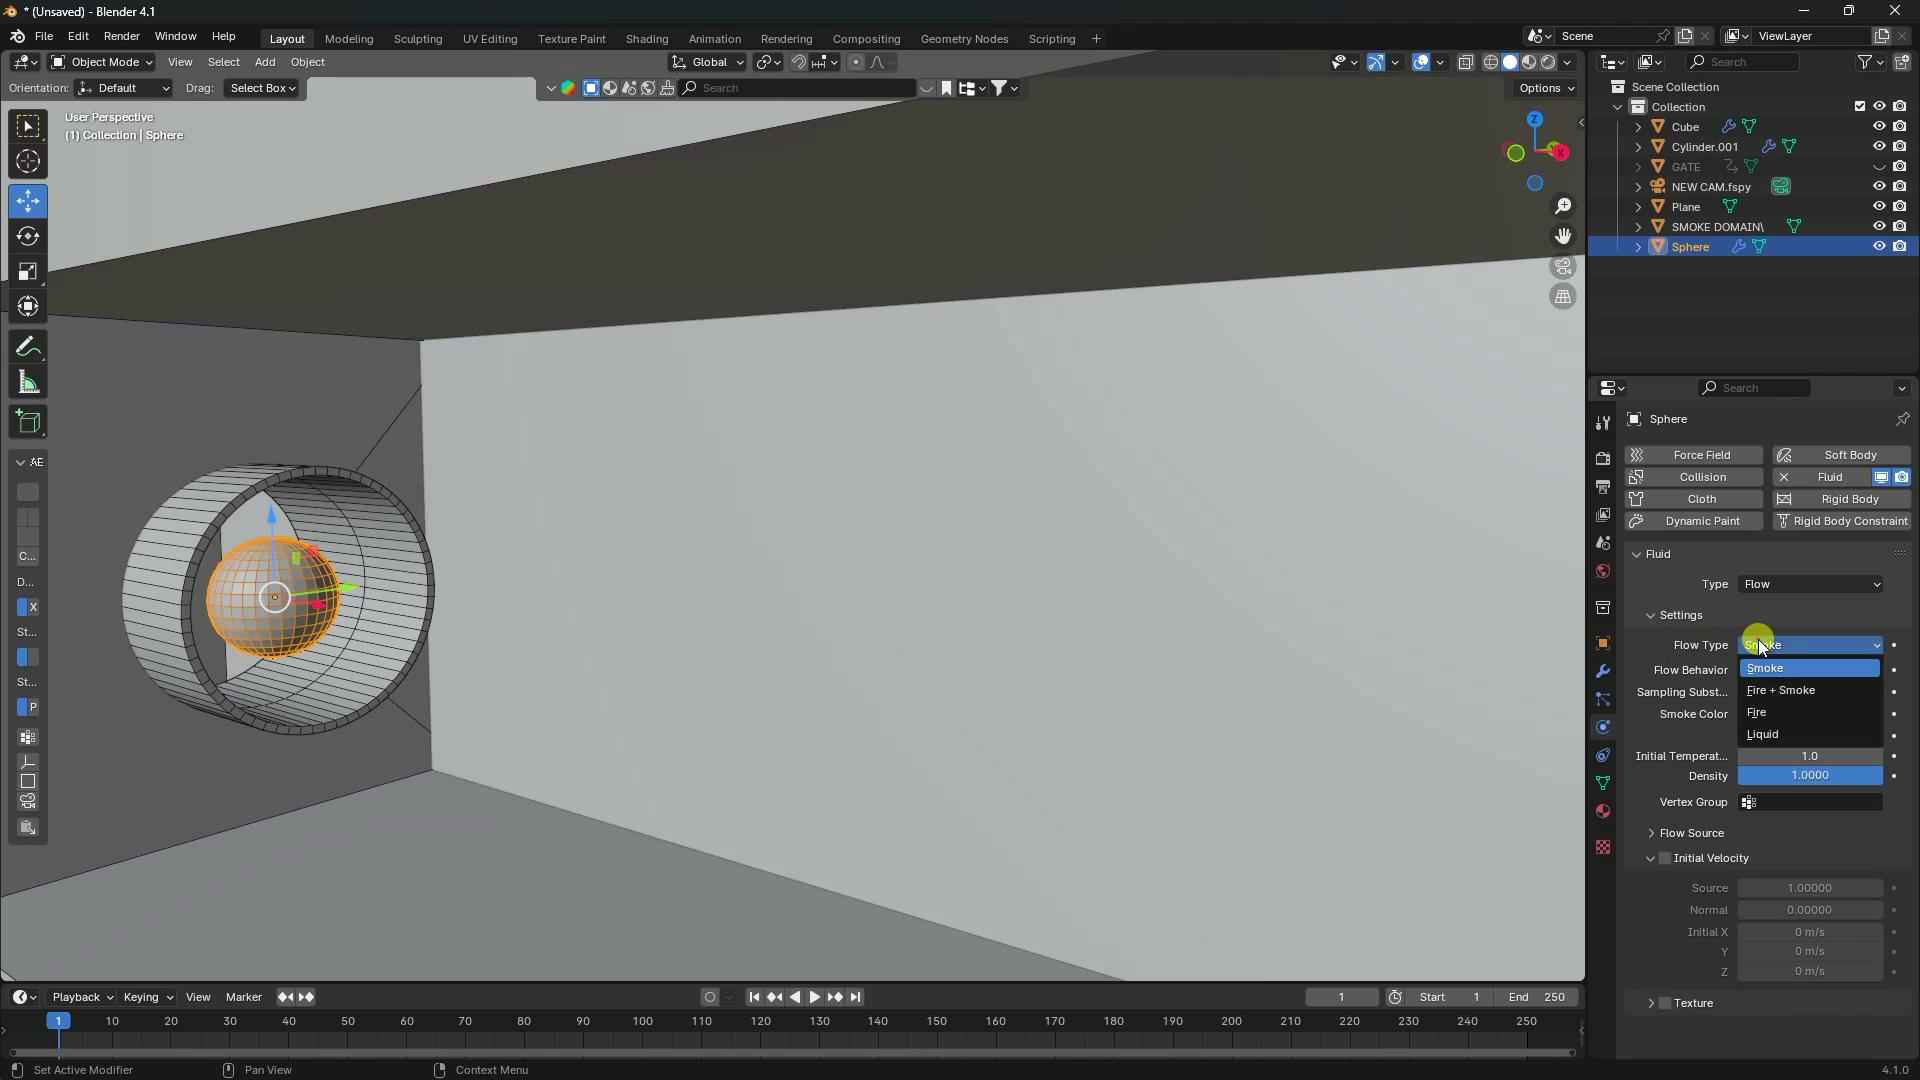 * (Unsaved) - Blender 4.1
File Edit Render Window Help
Layout Modeling Sculpting UV Editing Texture Paint Shading Animation Rendering Compositing Geometry Nodes Scripting +
Scene
ViewLayer
Object Mode View Select Add Object
Global
Search
Orientation: Default Drag: Select Box
Search
Options
User Perspective
(1) Collection | Sphere
Z
X
AE
C...
D...
X
St...
St...
P
Scene Collection
Collection
Cube
Cylinder.001
GATE
NEW CAM.fspy
Plane
SMOKE DOMAIN\
Sphere
Search
Sphere
Force Field Soft Body
Collision Fluid
Cloth Rigid Body
Dynamic Paint Rigid Body Constraint
Fluid
Type Flow
Settings
Flow Type Smoke
Flow Behavior Smoke
Sampling Subst... Fire + Smoke
Smoke Color Fire
Liquid
Initial Temperat... 1.0
Density 1.0000
Vertex Group
Flow Source
Initial Velocity
Source 1.00000
Normal 0.00000
Initial X 0 m/s
Y 0 m/s
Z 0 m/s
Texture
Playback Keying View Marker
1 Start 1 End 250
1 10 20 30 40 50 60 70 80 90 100 110 120 130 140 150 160 170 180 190 200 210 220 230 240 250
Set Active Modifier Pan View Context Menu
4.1.0